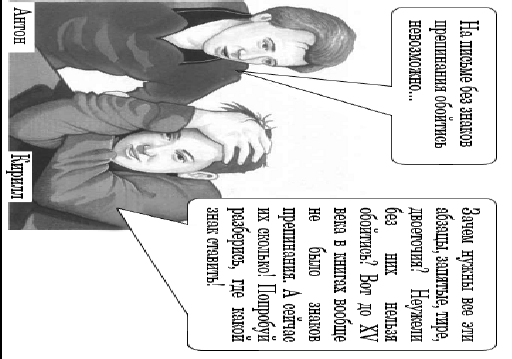 На письме без знаков
препинания обойтись
невозможно...
Антон
Зачем нужны все эти
абзацы, запятые, тире,
двоеточия? Неужели
без них нельзя
обойтись? Вот до XV
века в книгах вообще
не было знаков
препинания. А сейчас
их сколько! Попробуй
разберись, где какой
знак ставить!
Кирилл